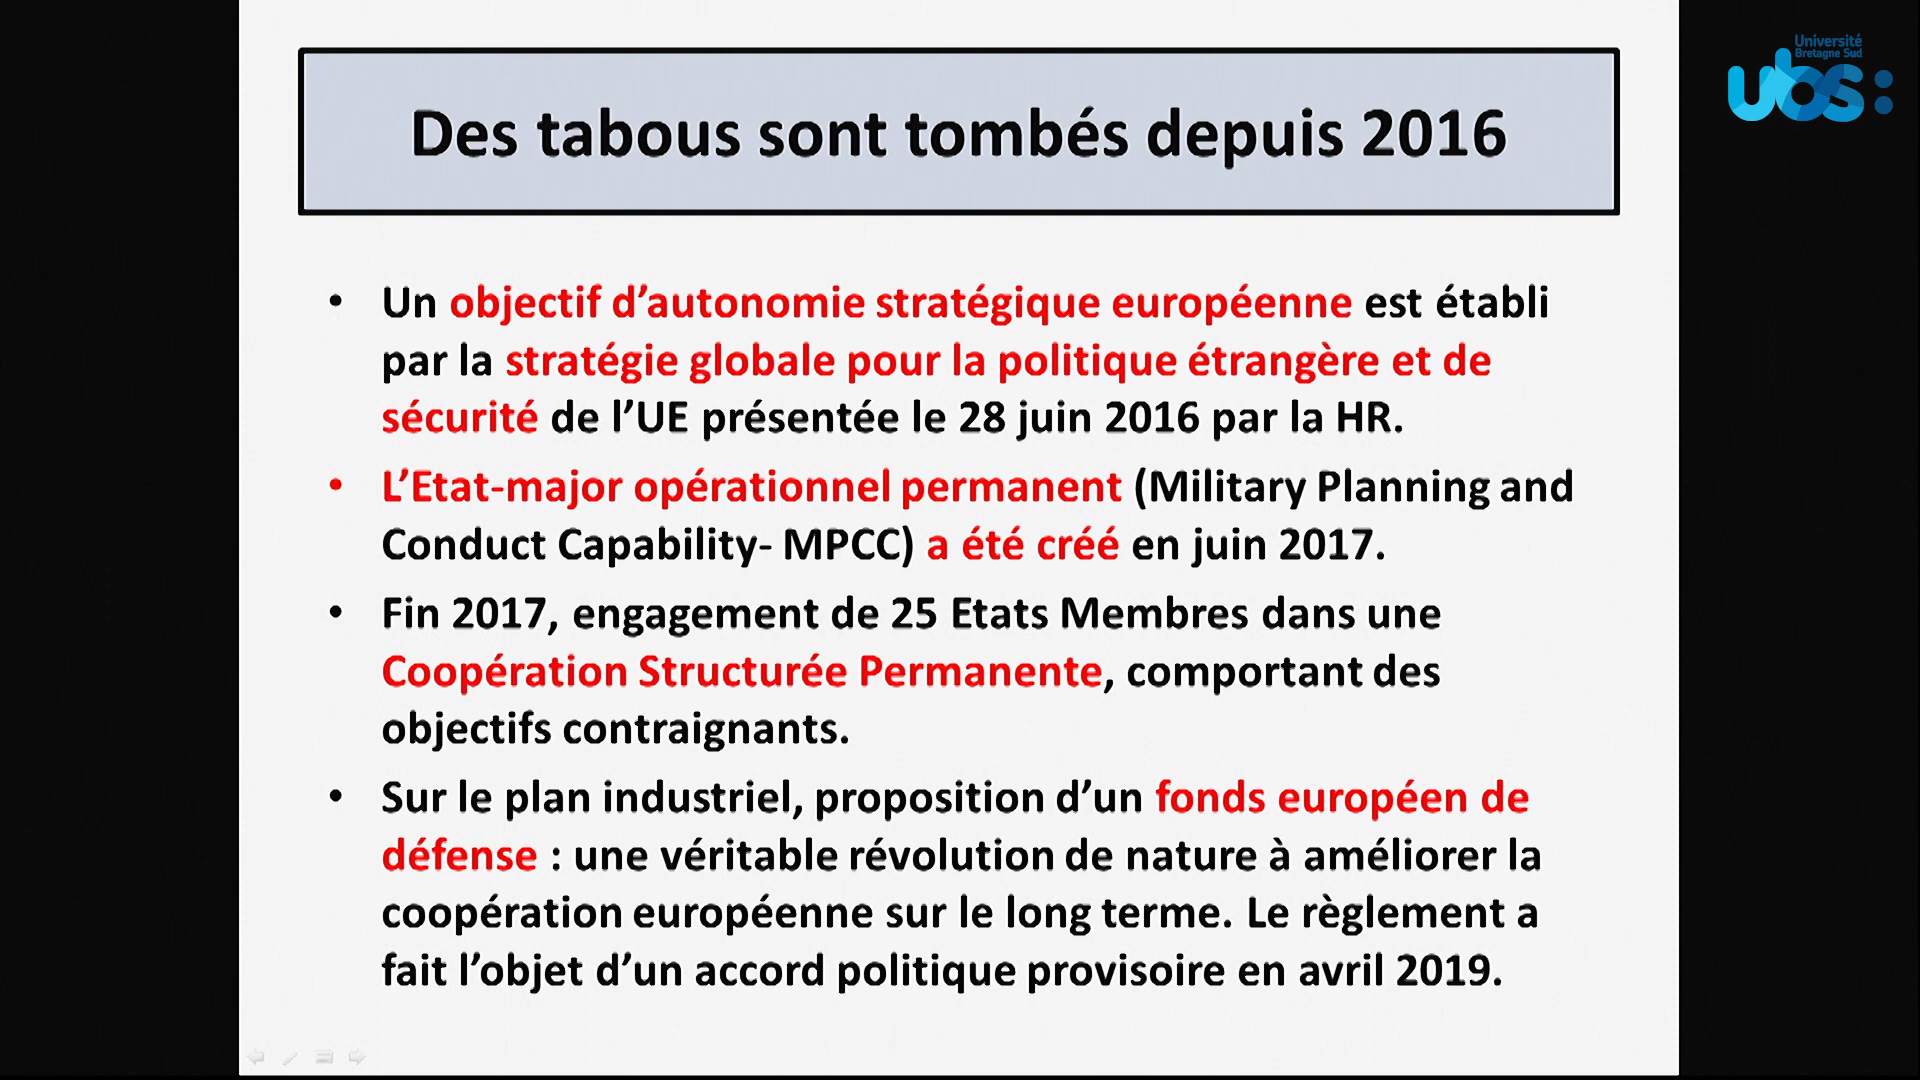 Université
Bretagne Sud
ubs:
Des tabous sont tombés depuis 2016
• Un objectif d’autonomie stratégique européenne est établi
par la stratégie globale pour la politique étrangère et de
sécurité de l’UE présentée le 28 juin 2016 par la HR.
• L’Etat-major opérationnel permanent (Military Planning and
Conduct Capability- MPCC) a été créé en juin 2017.
• Fin 2017, engagement de 25 Etats Membres dans une
Coopération Structurée Permanente, comportant des
objectifs contraignants.
• Sur le plan industriel, proposition d’un fonds européen de
défense : une véritable révolution de nature à améliorer la
coopération européenne sur le long terme. Le règlement a
fait l’objet d’un accord politique provisoire en avril 2019.